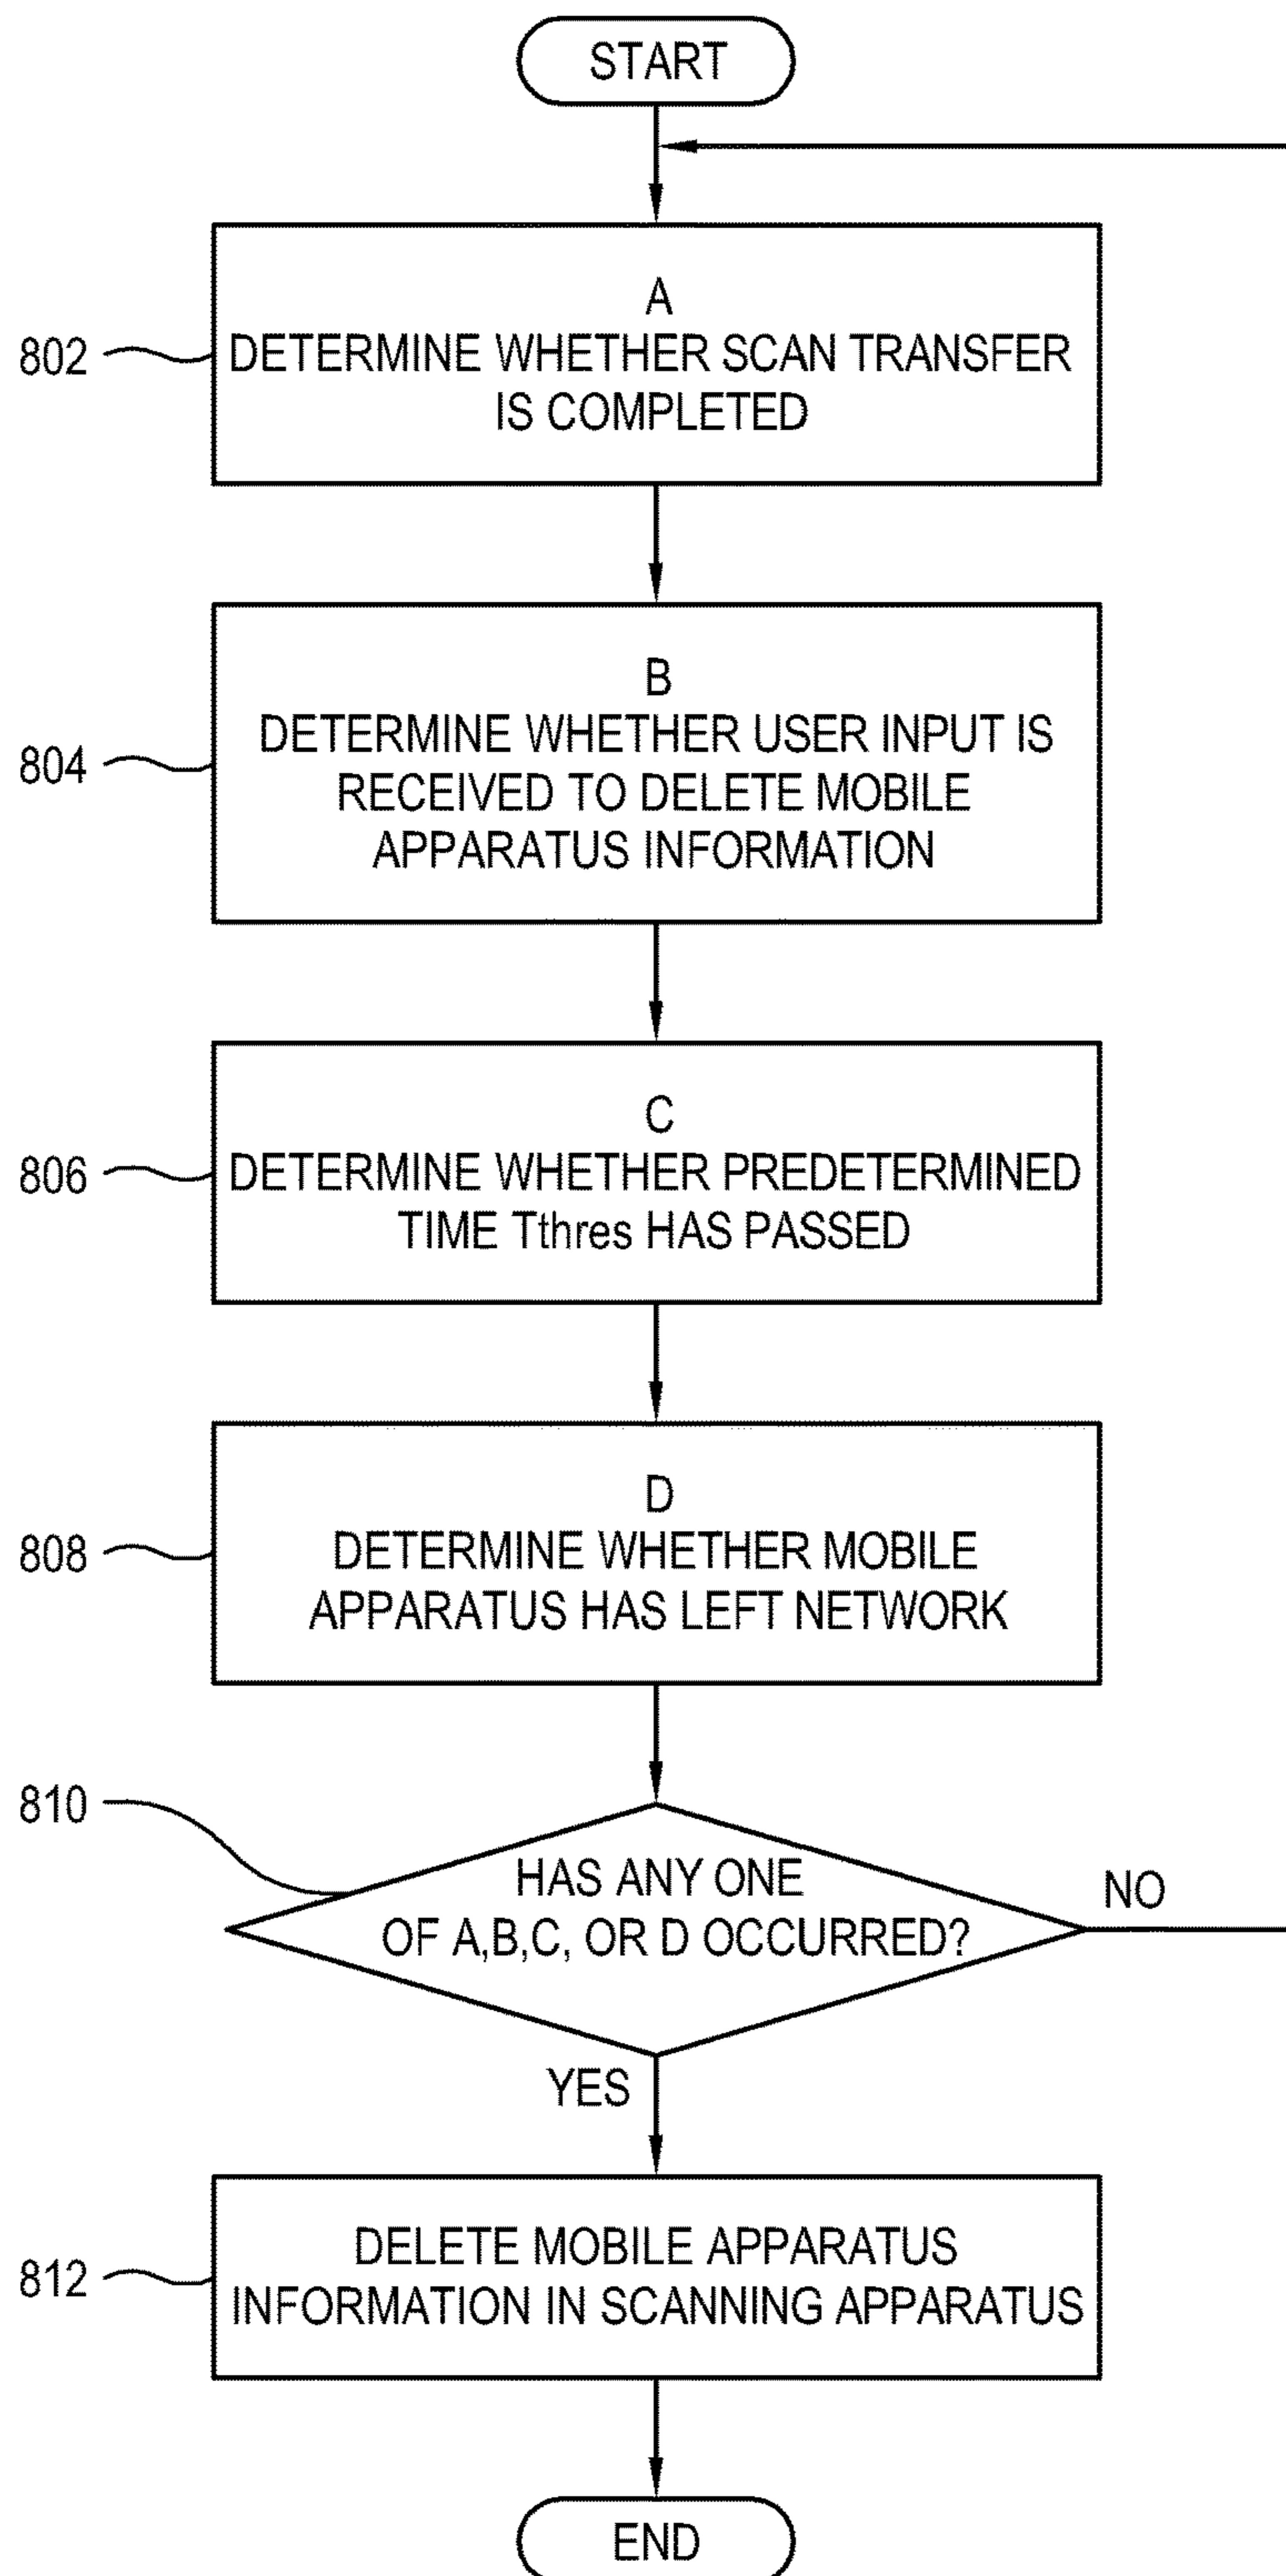 START
A
802
DETERMINE WHETHER SCAN TRANSFER
IS COMPLETED
B
804
DETERMINE WHETHER USER INPUT IS
RECEIVED TO DELETE MOBILE
APPARATUS INFORMATION
C
806
DETERMINE WHETHER PREDETERMINED
TIME Tthres HAS PASSED
D
808
DETERMINE WHETHER MOBILE
APPARATUS HAS LEFT NETWORK
810
HAS ANY ONE
OF A,B,C, OR D OCCURRED?
NO
YES
812
DELETE MOBILE APPARATUS
INFORMATION IN SCANNING APPARATUS
END